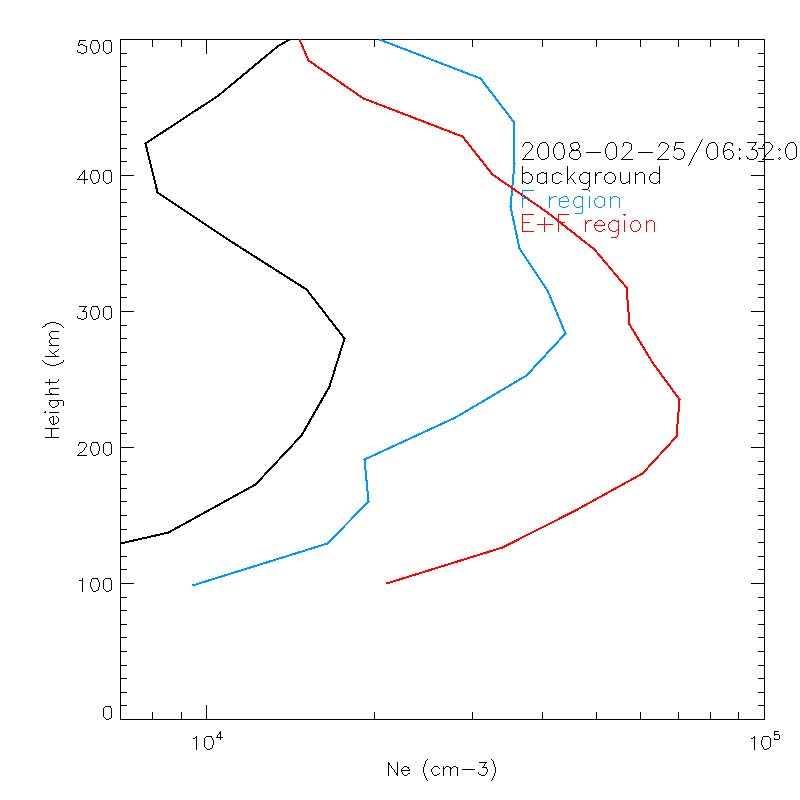 500
2008-02-25/06:32:0
400
background
F region
E+F region
300
Height (km)
200
100
0
10⁴
10⁵
Ne (cm-3)